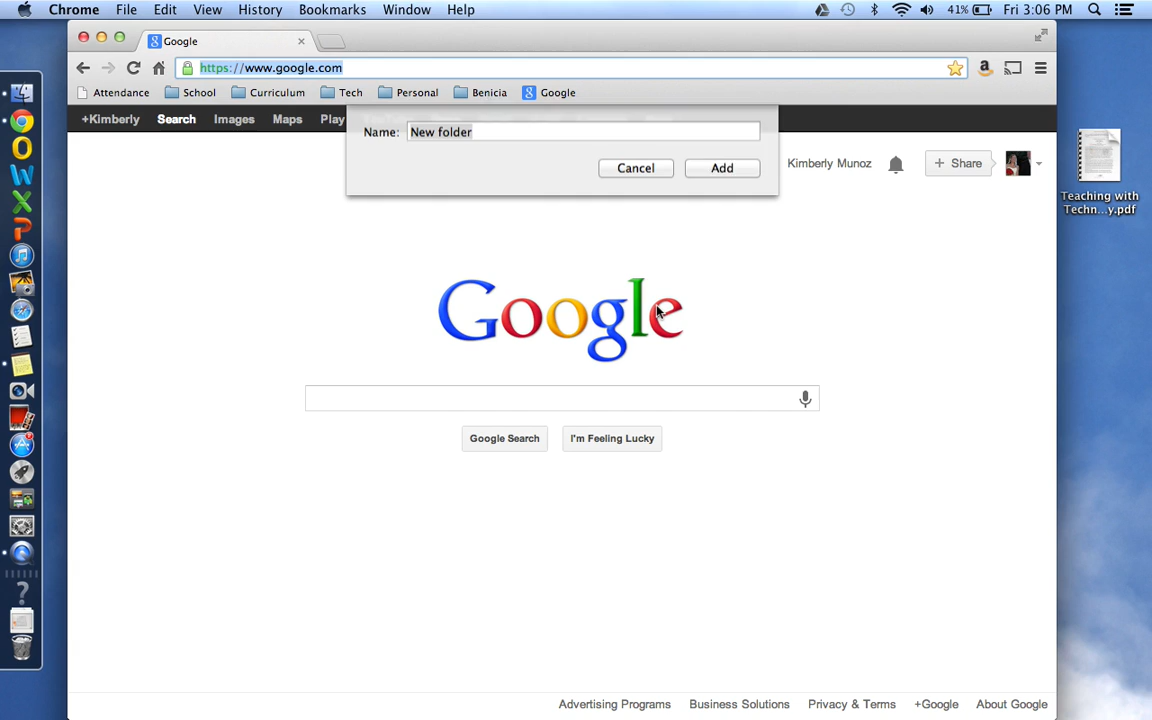 Chrome File Edit View History Bookmarks Window Help 41% Fri 3:06 PM
Google
https://www.google.com
Attendance School Curriculum Tech Personal Benicia Google
+Kimberly Search Images Maps Play
Name: New folder
Cancel Add
Kimberly Munoz + Share
Teaching with
Techn...y.pdf
Google
Google Search I'm Feeling Lucky
Advertising Programs Business Solutions Privacy & Terms +Google About Google